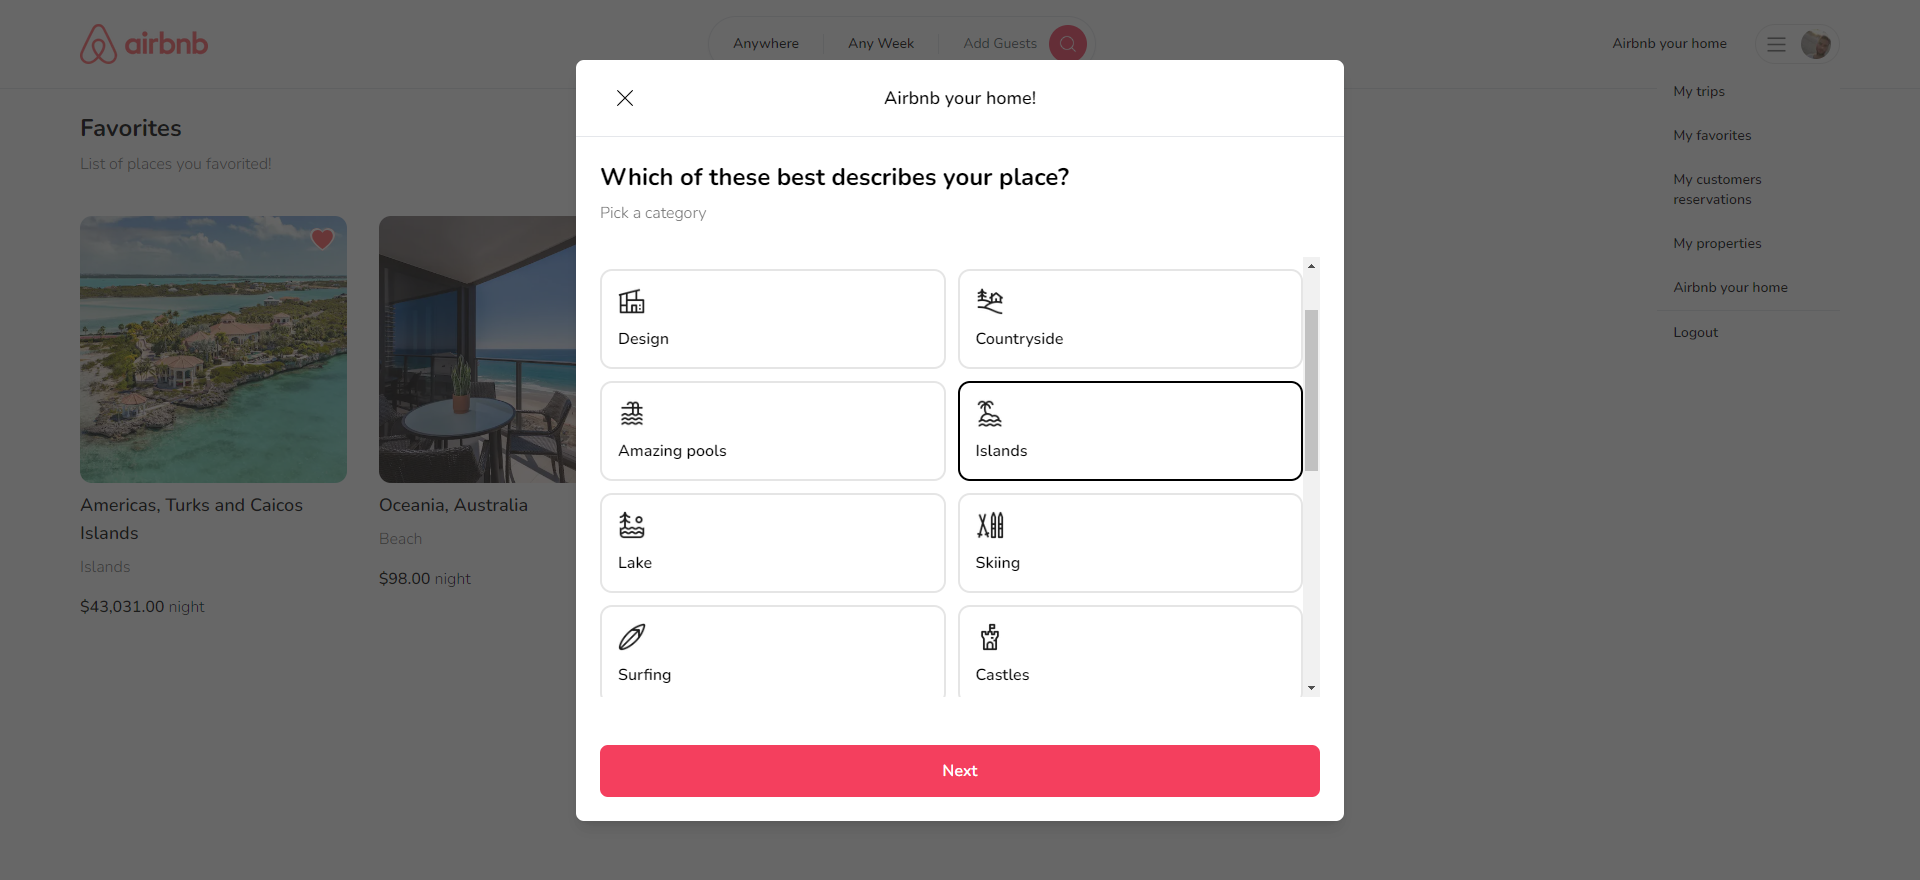 airbnb
Anywhere
Any Week
Add Guests
Airbnb your home
My trips
My favorites
My customers
reservations
My properties
Airbnb your home
Logout
Favorites
List of places you favorited!
Americas, Turks and Caicos
Islands
Islands
$43,031.00 night
Oceania, Australia
Beach
$98.00 night
Airbnb your home!
Which of these best describes your place?
Pick a category
Design
Countryside
Amazing pools
Islands
Lake
Skiing
Surfing
Castles
Next